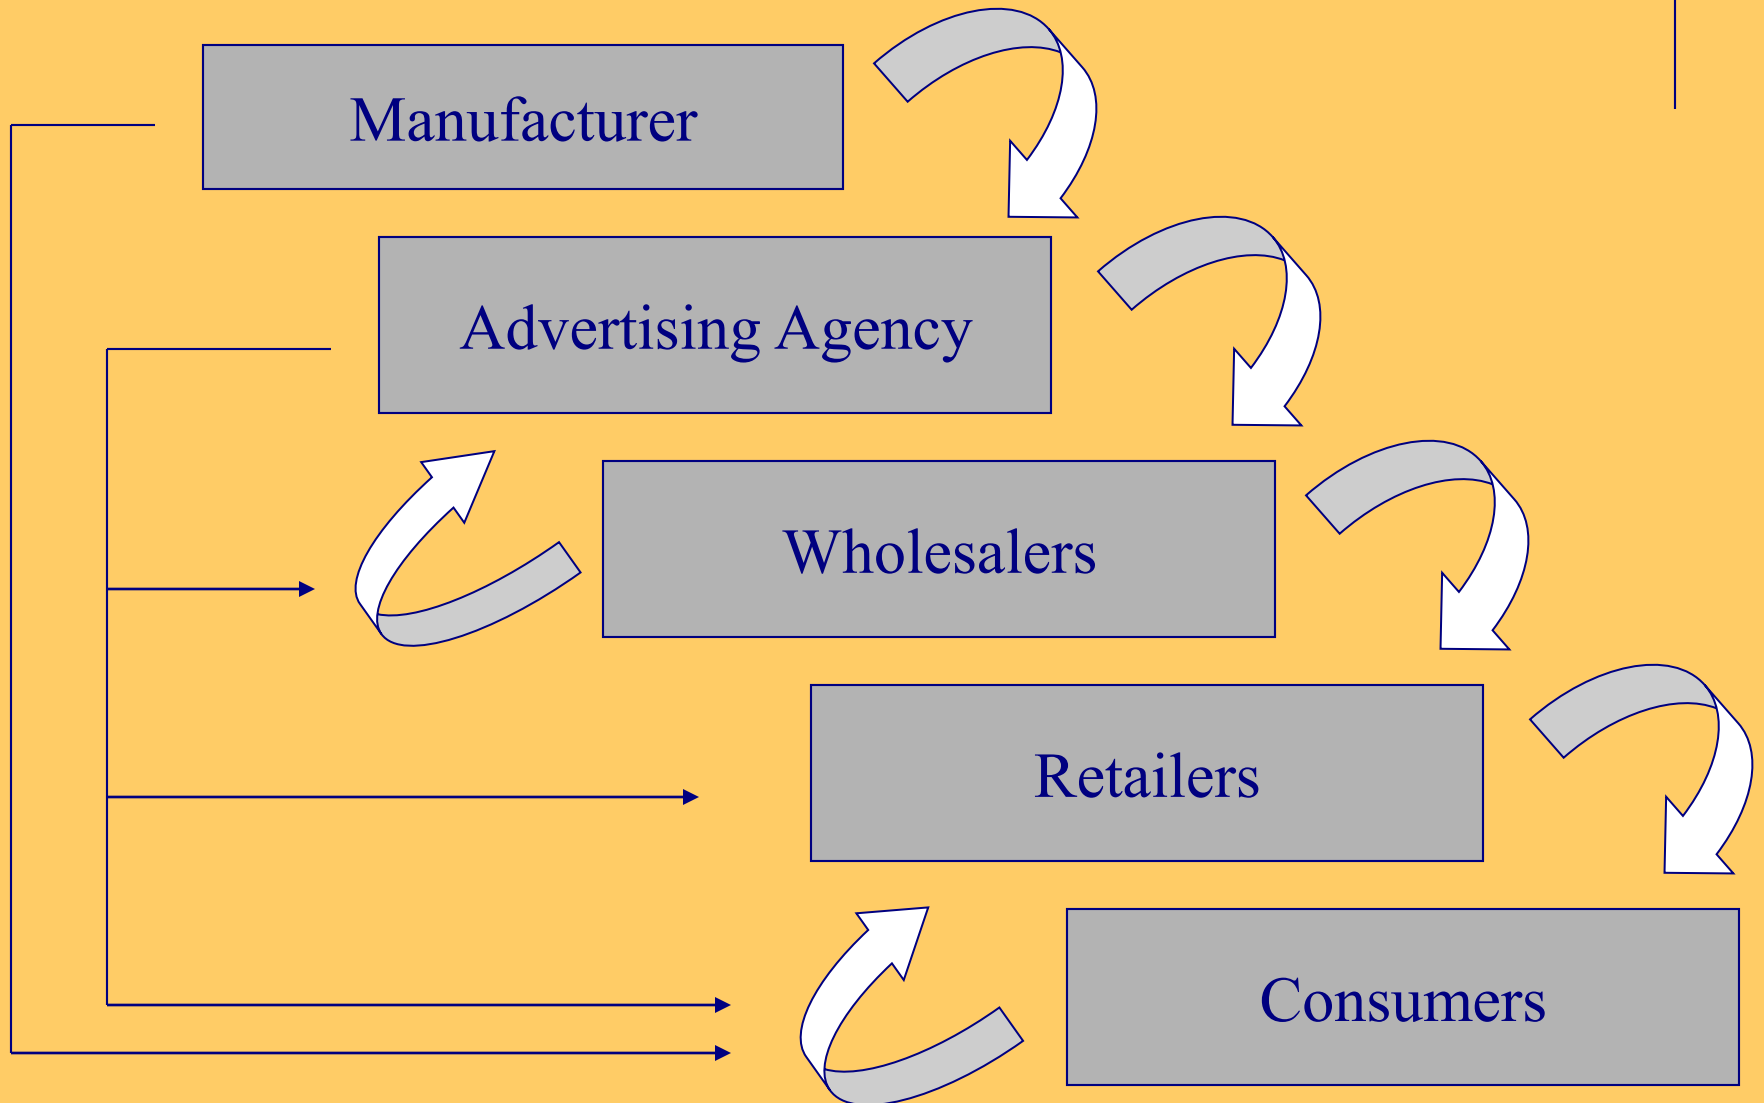 Manufacturer
Advertising Agency
Wholesalers
Retailers
Consumers